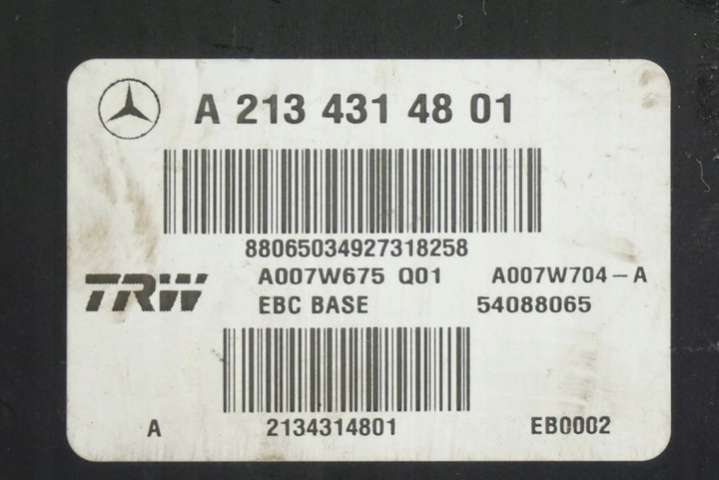 A 213 431 48 01
88065034927318258
A007W675 Q01 A007W704-A
TRW EBC BASE 54088065
A 2134314801 EB0002